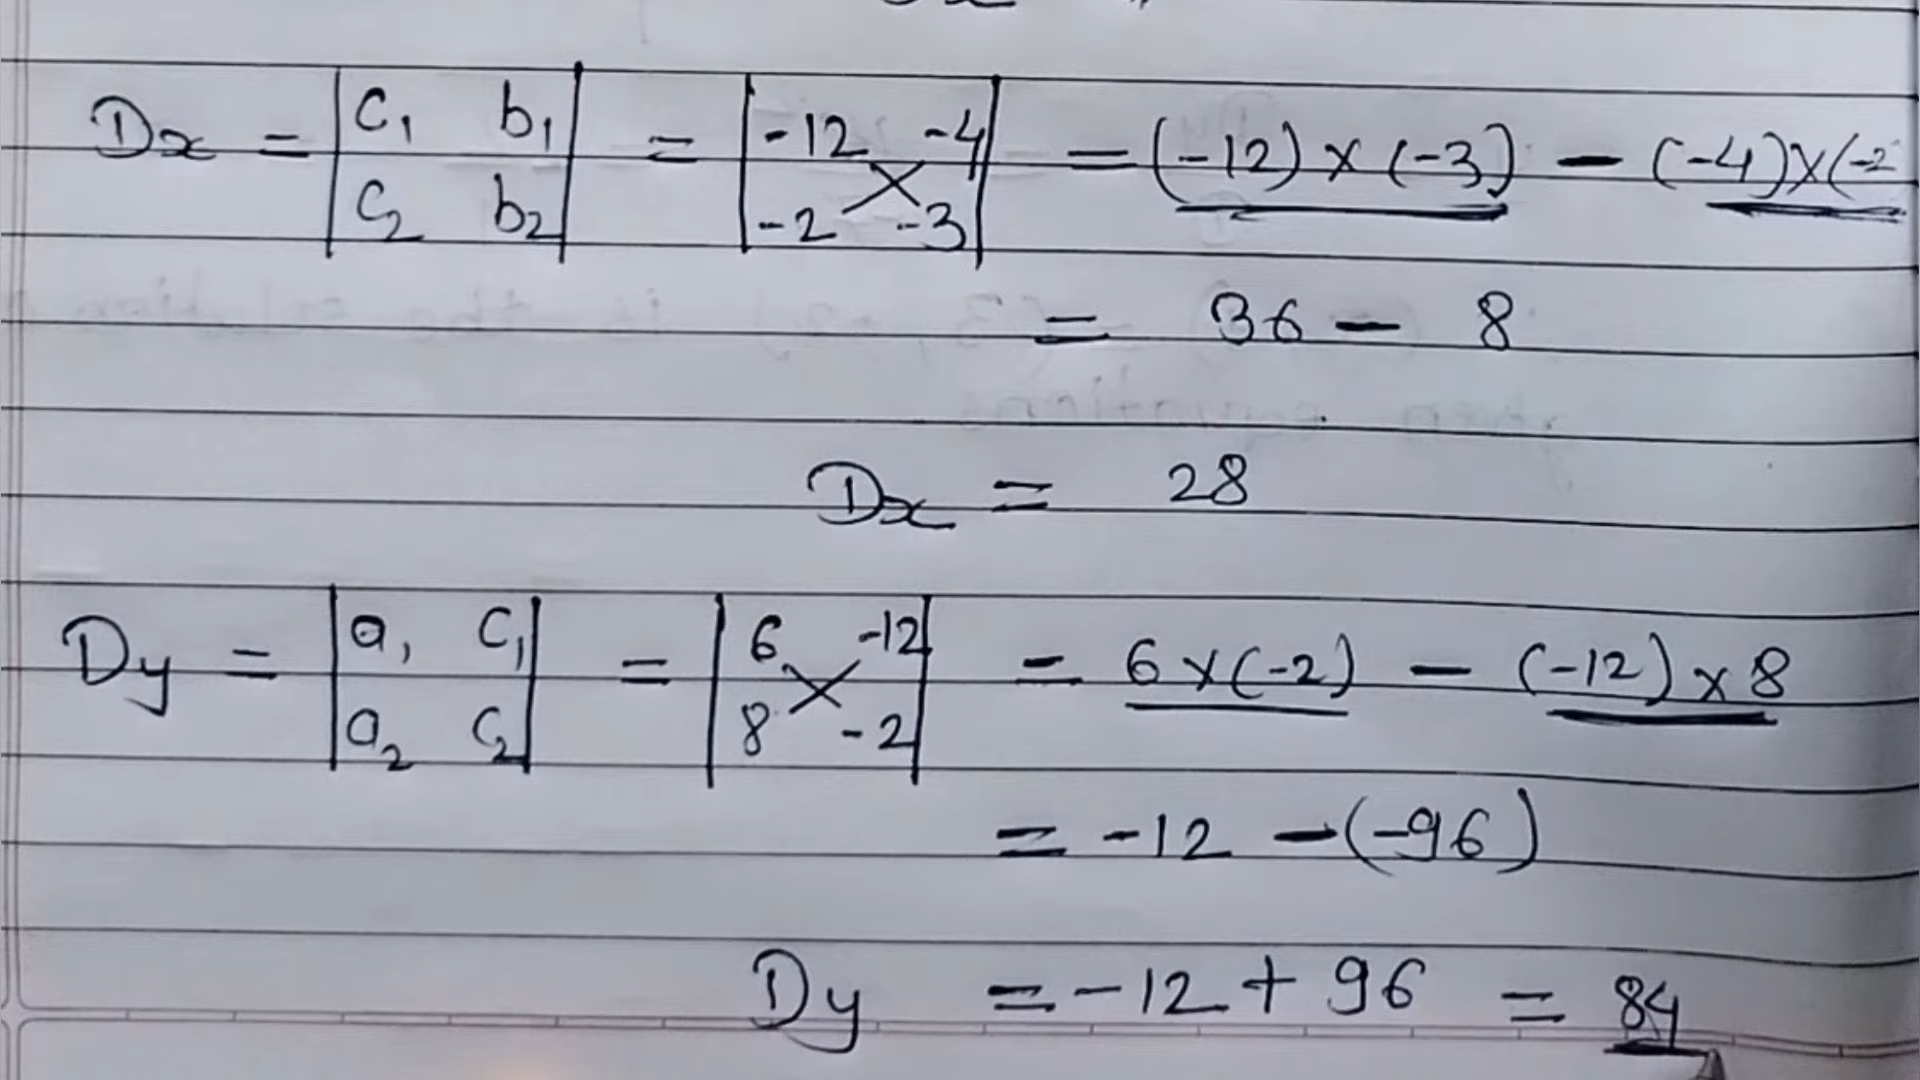 Dx = | c₁ b₁ | = | -12 -4 | = (-12) × (-3) - (-4)×(-2
| c₂ b₂ | | -2 -3 |
= 36 - 8
Dx = 28
Dy = | a₁ c₁ | = | 6 -12 | = 6×(-2) - (-12) × 8
| a₂ c₂ | | 8 -2 |
= -12 -(-96)
Dy = -12 + 96 = 84